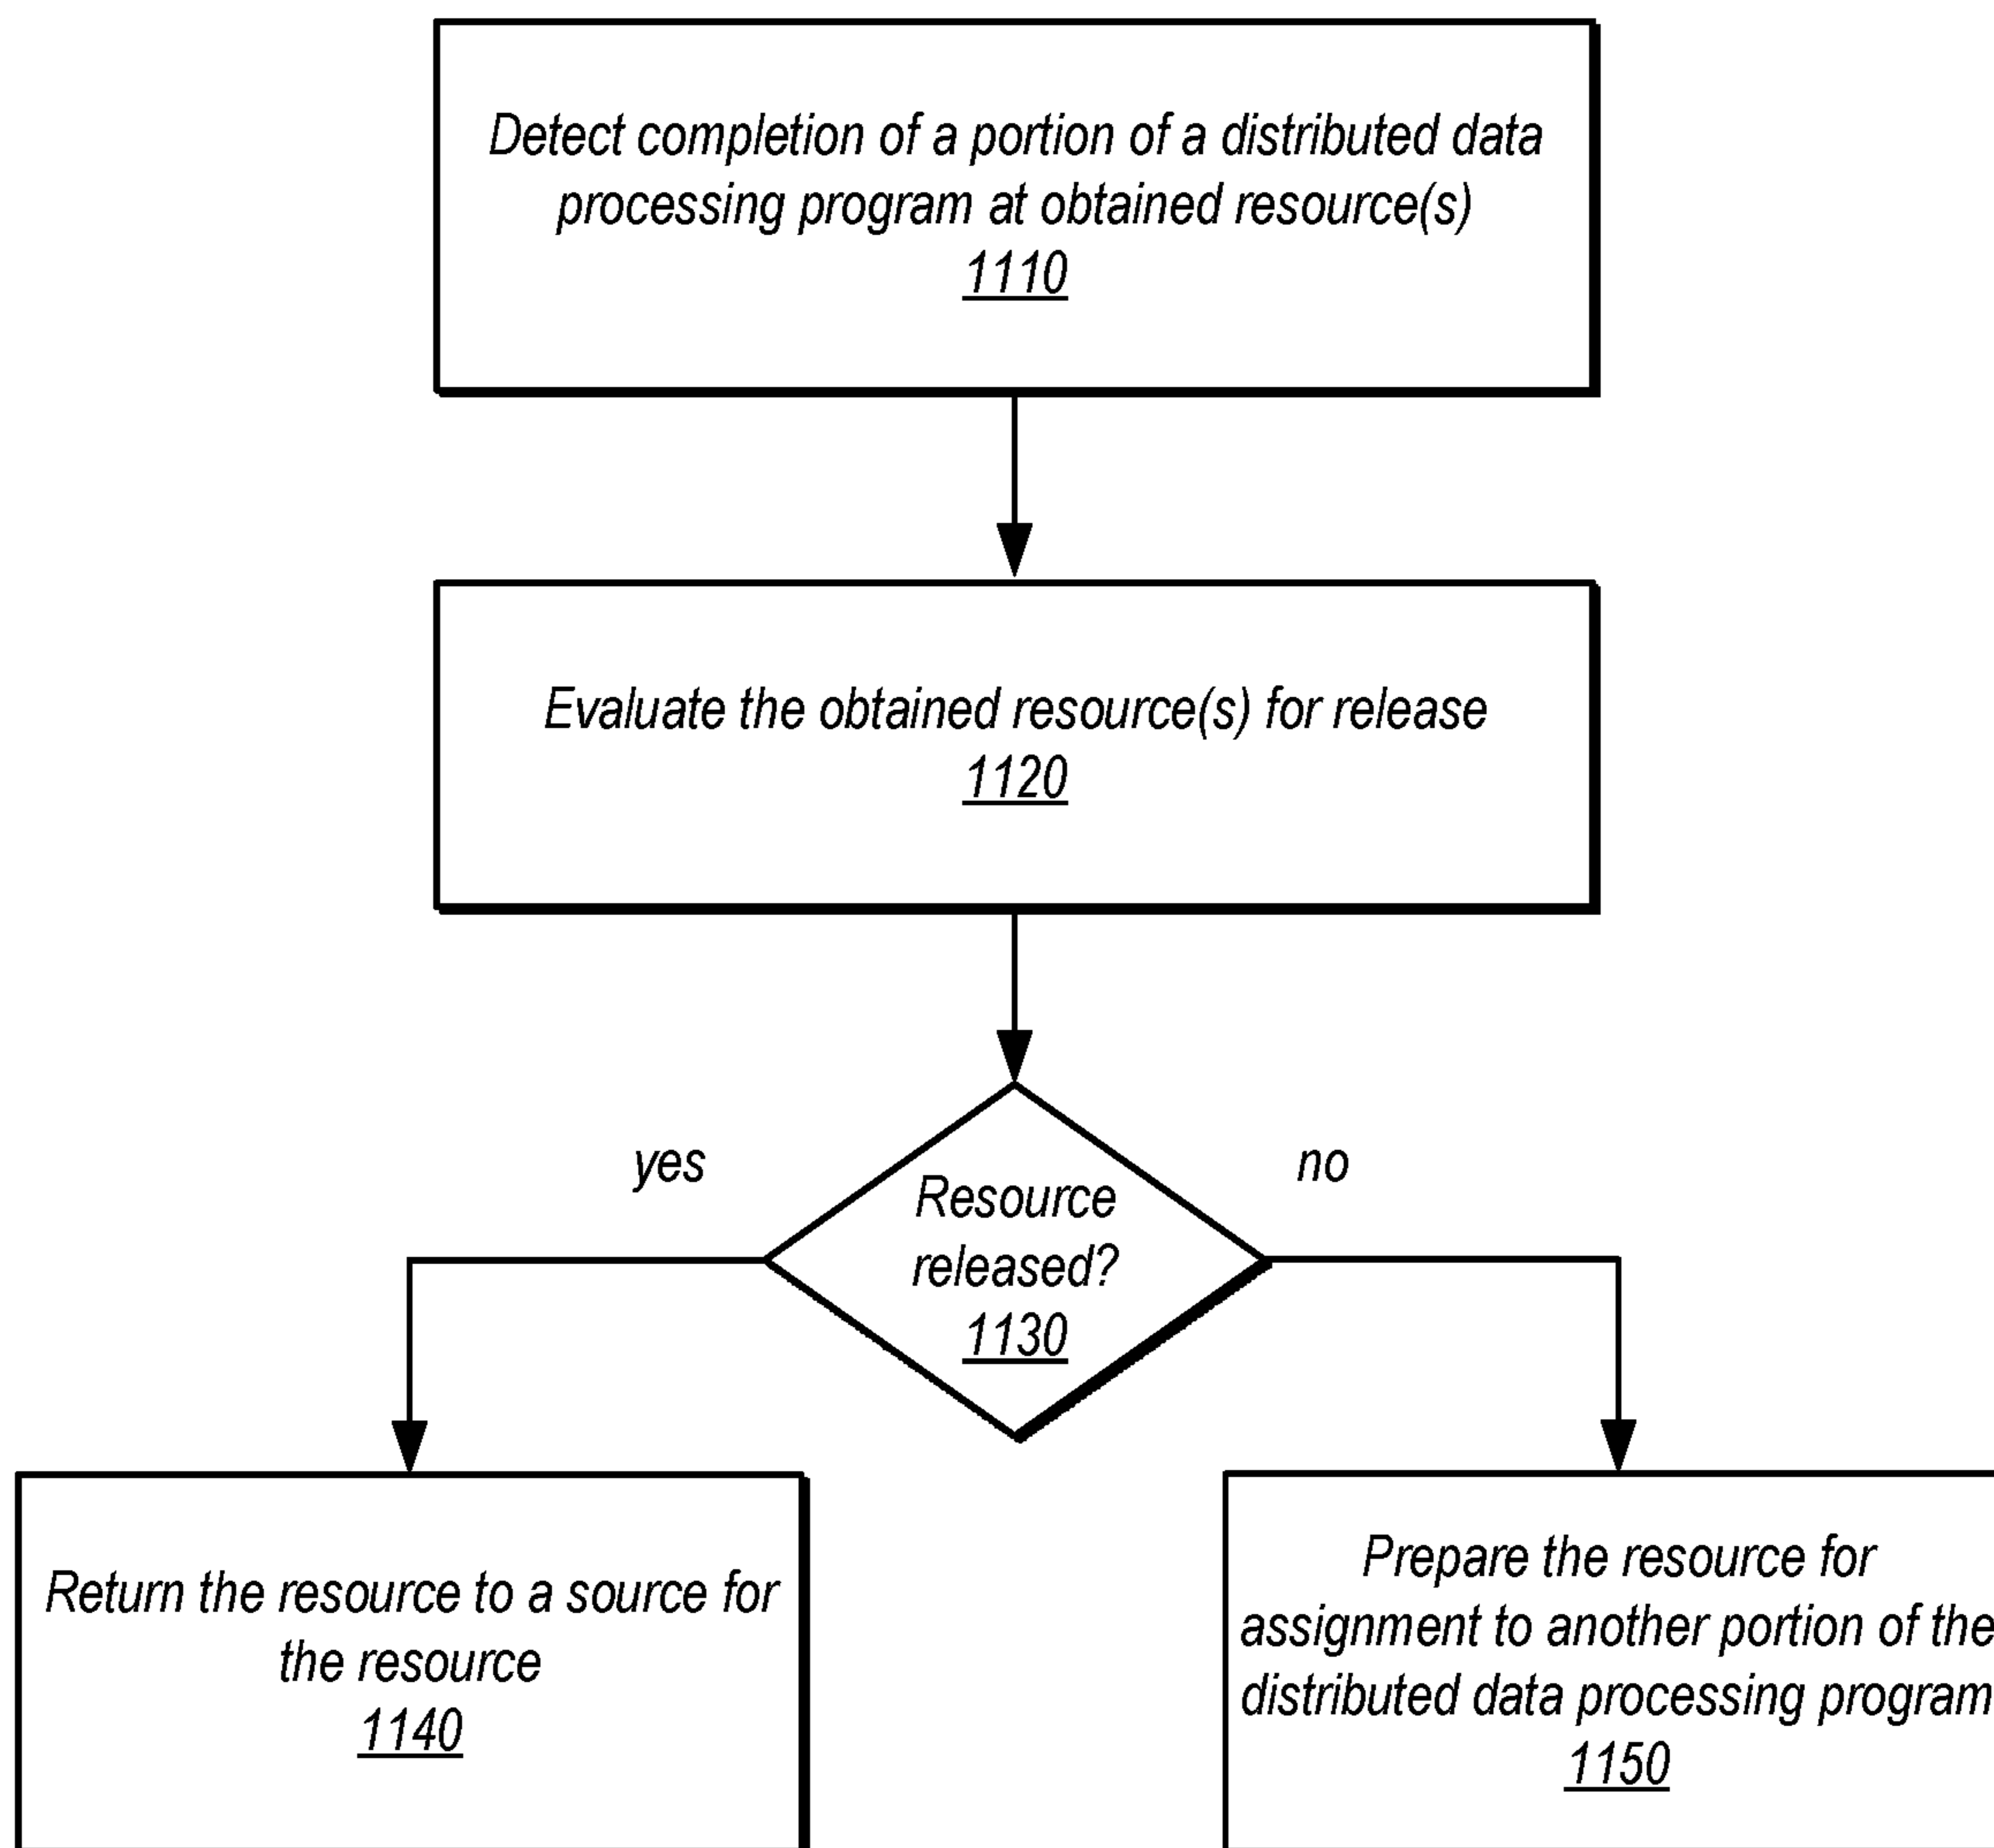 Detect completion of a portion of a distributed data
processing program at obtained resource(s)
1110
Evaluate the obtained resource(s) for release
1120
yes
no
Resource
released?
1130
Return the resource to a source for
the resource
1140
Prepare the resource for
assignment to another portion of the
distributed data processing program
1150